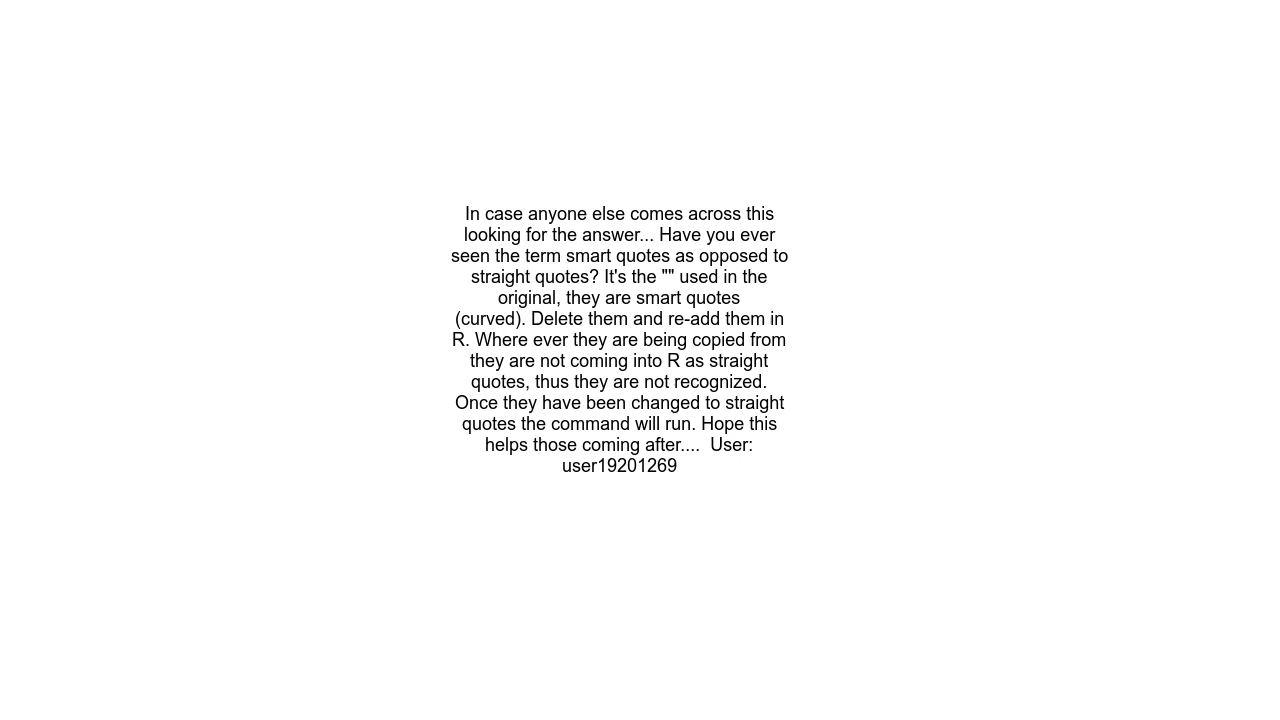 In case anyone else comes across this
looking for the answer... Have you ever
seen the term smart quotes as opposed to
straight quotes? It's the "" used in the
original, they are smart quotes
(curved). Delete them and re-add them in
R. Where ever they are being copied from
they are not coming into R as straight
quotes, thus they are not recognized.
Once they have been changed to straight
quotes the command will run. Hope this
helps those coming after....  User:
user19201269